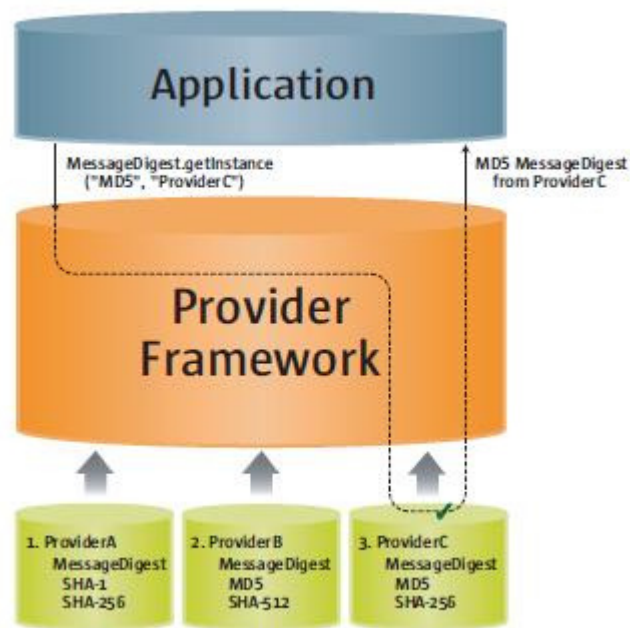 Application
MessageDigest.getInstance
("MD5", "ProviderC")
MD5 MessageDigest
from ProviderC
Provider
Framework
1. ProviderA
MessageDigest
SHA-1
SHA-256
2. ProviderB
MessageDigest
MD5
SHA-512
3. ProviderC
MessageDigest
MD5
SHA-256